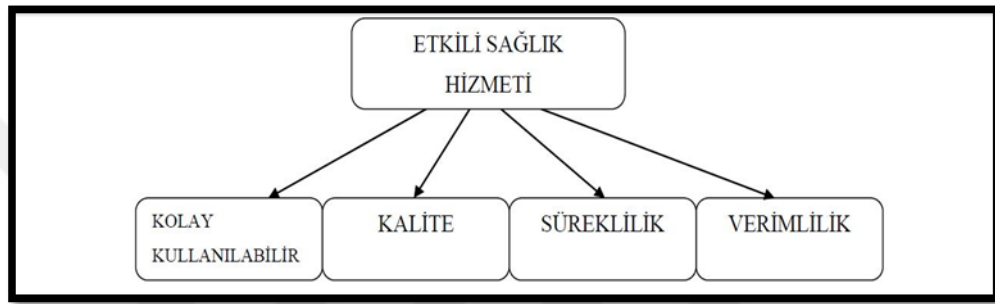 ETKİLİ SAĞLIK
HİZMETİ
KOLAY
KULLANILABİLİR
KALİTE
SÜREKLİLİK
VERİMLİLİK